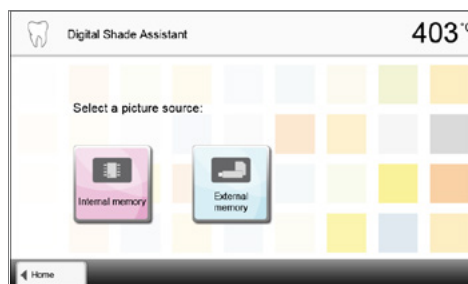 Digital Shade Assistant
403 °C
Select a picture source:
Internal memory
External
memory
Home